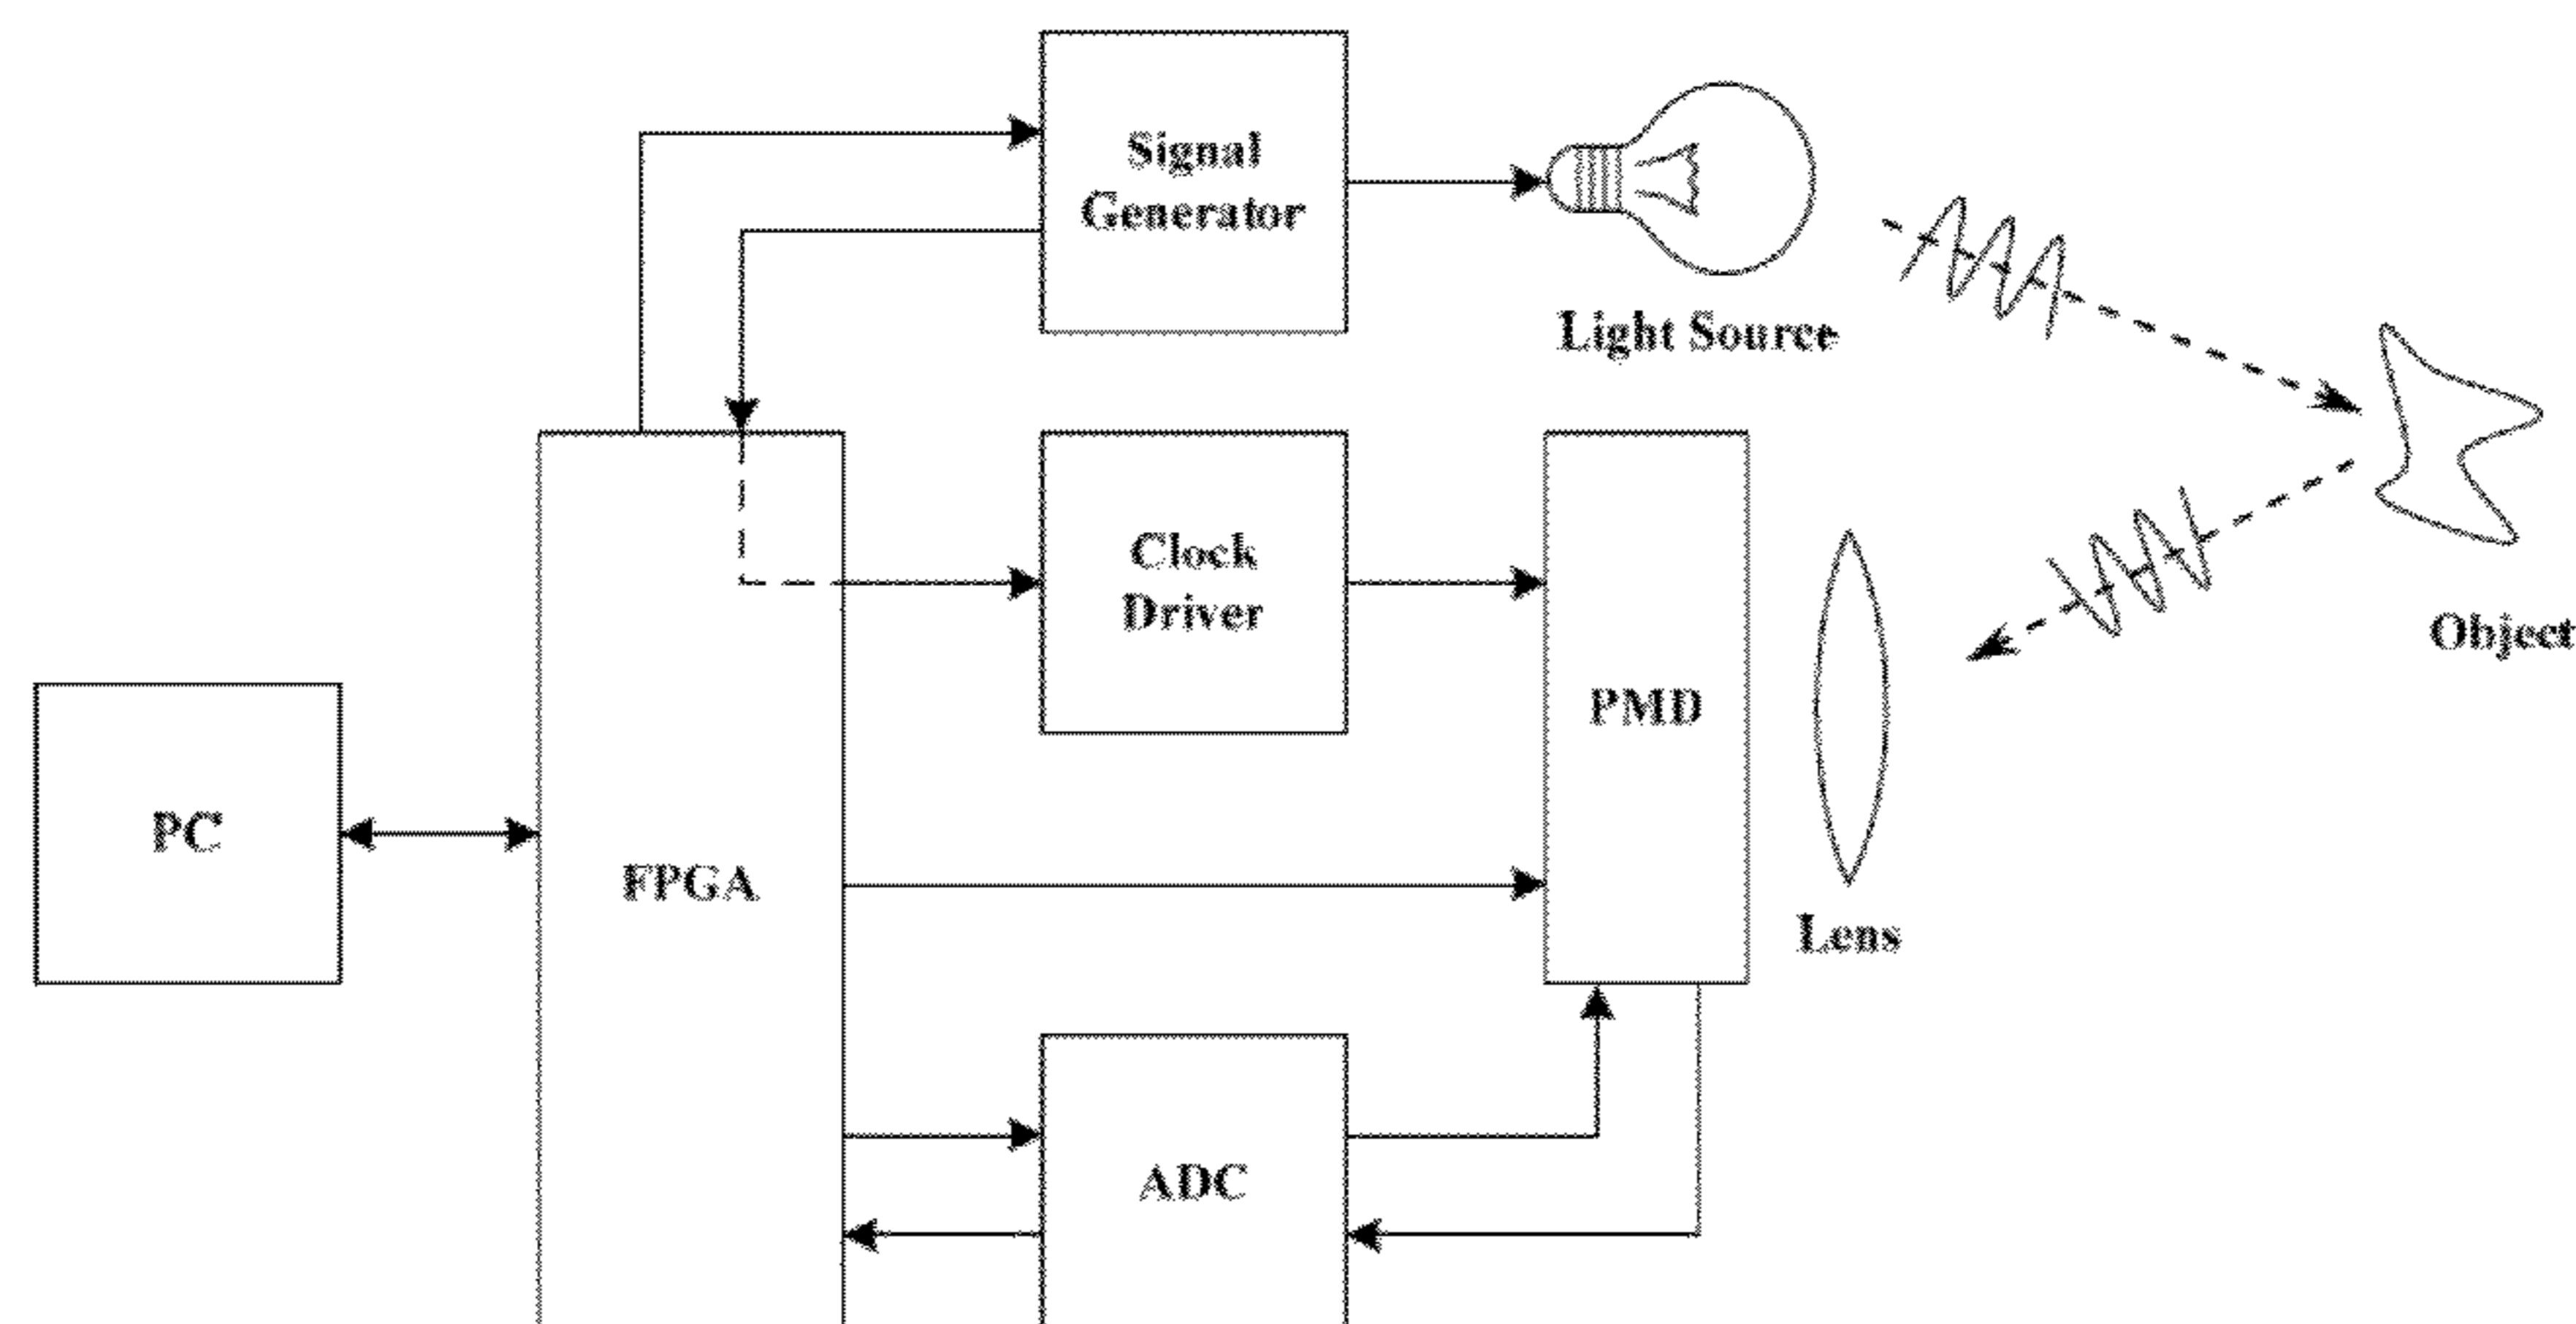 Signal
Generator
Light Source
Clock
Driver
PMD
Object
PC
FPGA
Lens
ADC